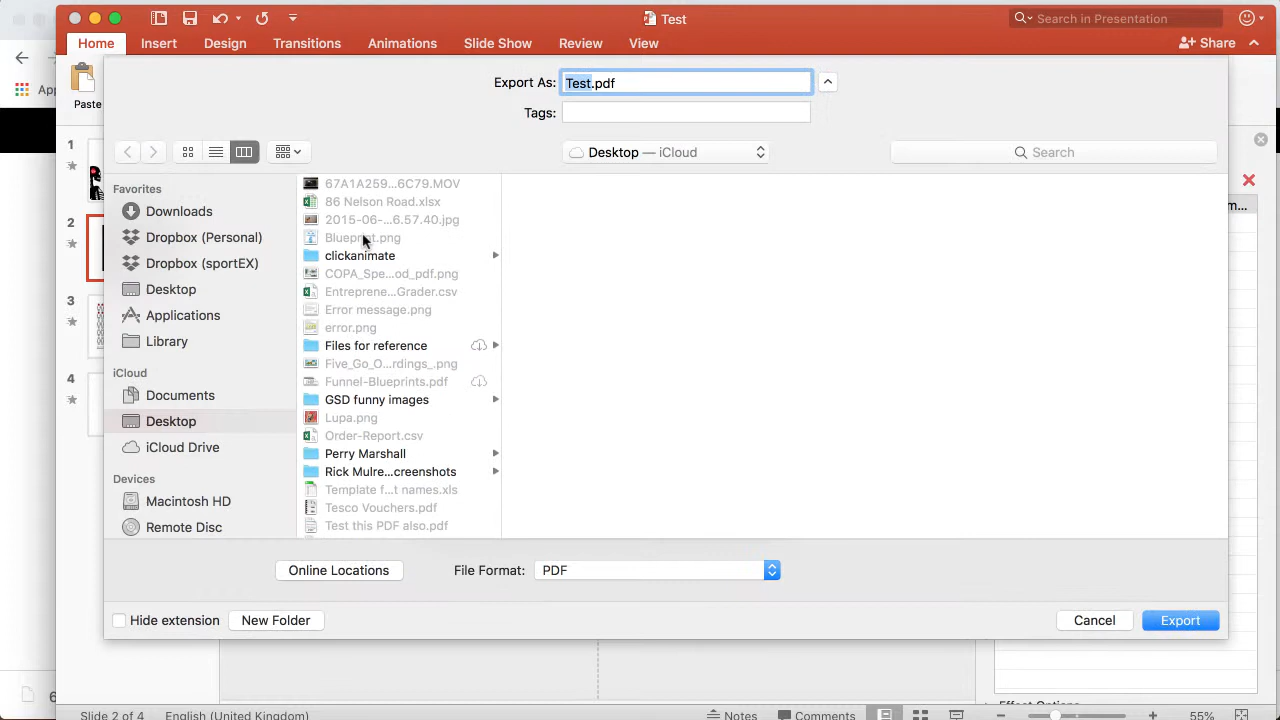 Test
Search in Presentation
Home Insert Design Transitions Animations Slide Show Review View Share
Paste
Export As: Test.pdf
Tags:
Desktop — iCloud
Search
Favorites
Downloads
Dropbox (Personal)
Dropbox (sportEX)
Desktop
Applications
Library
iCloud
Documents
Desktop
iCloud Drive
Devices
Macintosh HD
Remote Disc
67A1A259...6C79.MOV
86 Nelson Road.xlsx
2015-06-...6.57.40.jpg
Blueprint.png
clickanimate
COPA_Spe...od_pdf.png
Entreprene...Grader.csv
Error message.png
error.png
Files for reference
Five_Go_O...rdings_.png
Funnel-Blueprints.pdf
GSD funny images
Lupa.png
Order-Report.csv
Perry Marshall
Rick Mulre...creenshots
Template f...t names.xls
Tesco Vouchers.pdf
Test this PDF also.pdf
1
2
3
4
m...
Online Locations File Format: PDF
Hide extension New Folder Cancel Export
6
Slide 2 of 4 English (United Kingdom) Notes Comments 55%